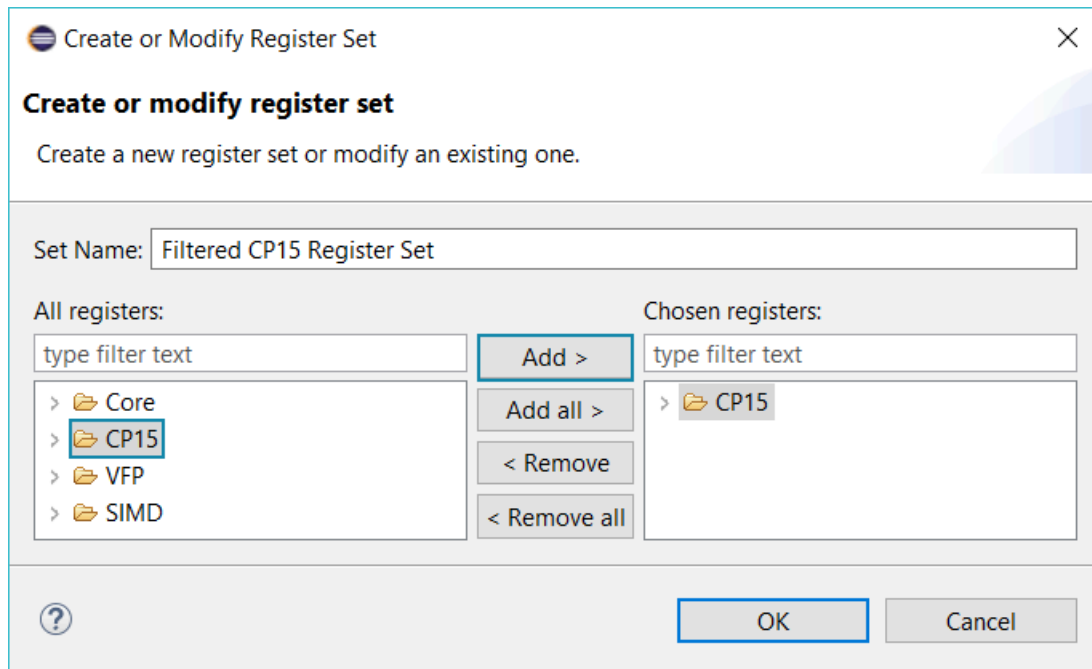 Create or Modify Register Set
Create or modify register set
Create a new register set or modify an existing one.
Set Name: Filtered CP15 Register Set
All registers:
Chosen registers:
type filter text
Add >
type filter text
Core
Add all >
CP15
CP15
< Remove
VFP
SIMD
< Remove all
?
OK
Cancel